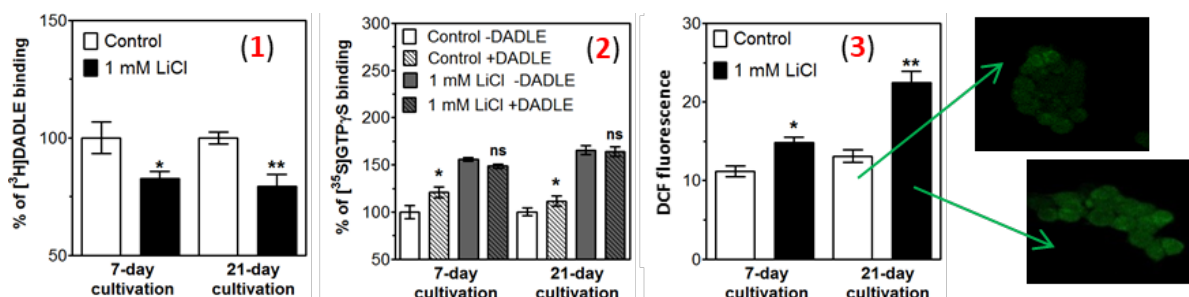 % of [³H]DADLE binding
100
50
Control
1 mM LiCl
(1)
*
**
7-day
cultivation
21-day
cultivation
% of [³⁵S]GTPγS binding
300
250
200
150
100
50
Control -DADLE
Control +DADLE
1 mM LiCl -DADLE
1 mM LiCl +DADLE
(2)
*
ns
*
ns
7-day
cultivation
21-day
cultivation
DCF fluorescence
30
20
10
0
Control
1 mM LiCl
(3)
*
**
7-day
cultivation
21-day
cultivation